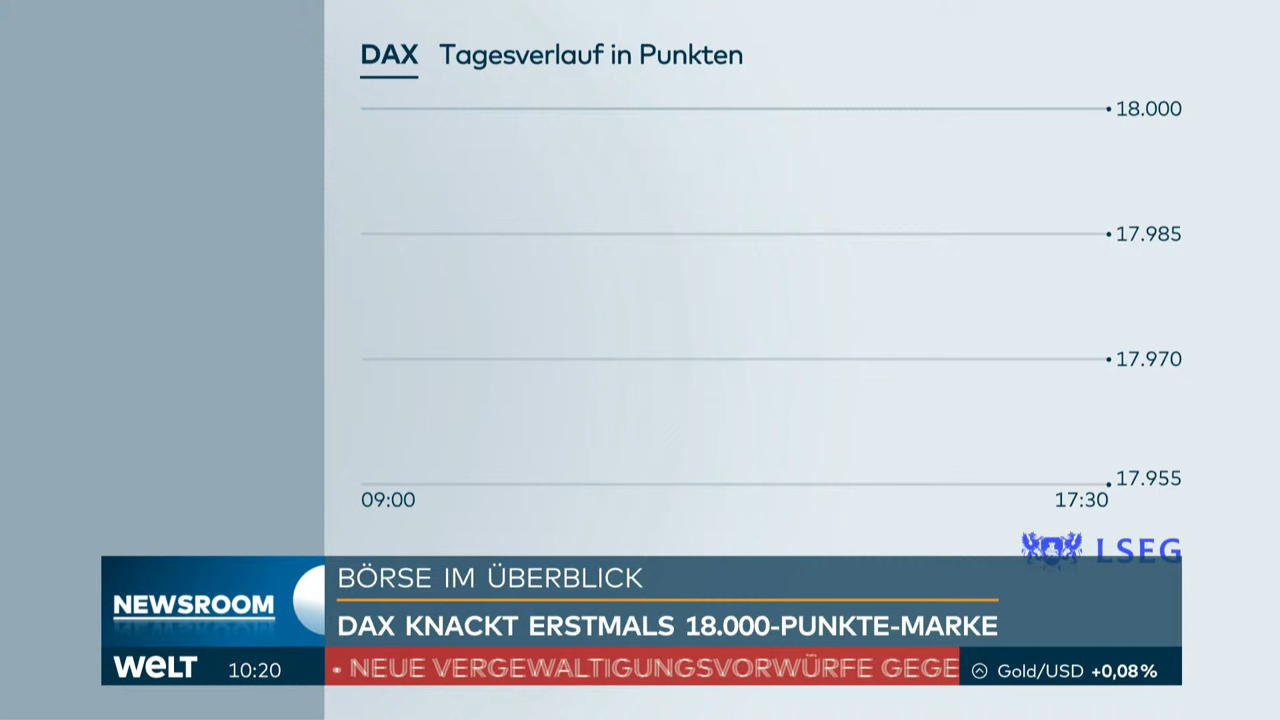 DAX Tagesverlauf in Punkten
18.000
17.985
17.970
17.955
09:00 17:30
LSEG
BÖRSE IM ÜBERBLICK
NEWSROOM
DAX KNACKT ERSTMALS 18.000-PUNKTE-MARKE
WELT 10:20 • NEUE VERGEWALTIGUNGSVORWÜRFE GEGE Gold/USD +0,08%